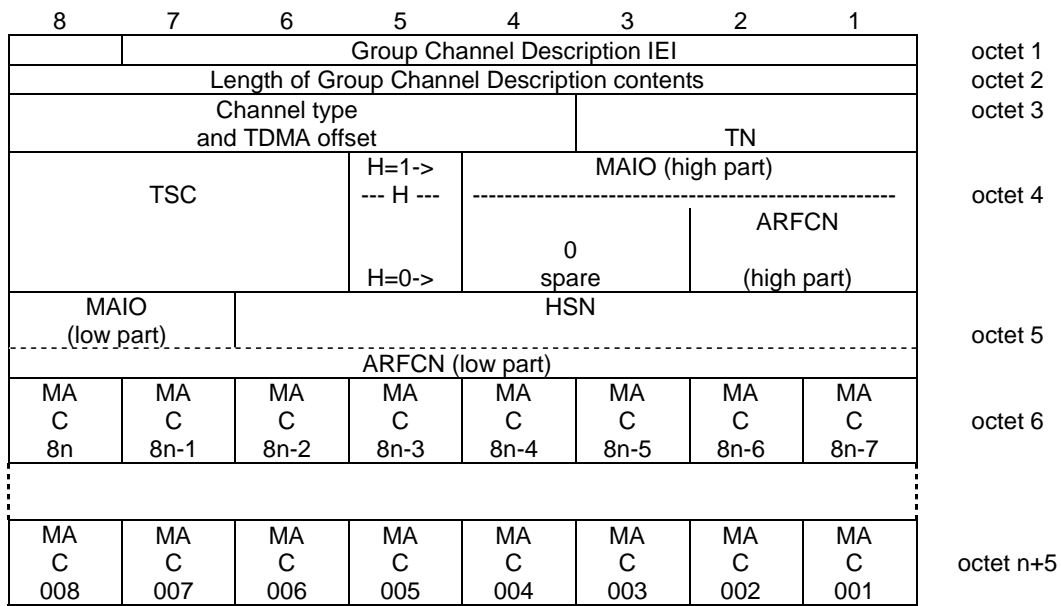 8 7 6 5 4 3 2 1
Group Channel Description IEI octet 1
Length of Group Channel Description contents octet 2
Channel type octet 3
and TDMA offset TN
H=1-> MAIO (high part)
TSC --- H --- ------------------------------------------------------ octet 4
ARFCN
0
H=0-> spare (high part)
MAIO HSN
(low part) octet 5
ARFCN (low part)
MA MA MA MA MA MA MA MA
C C C C C C C C octet 6
8n 8n-1 8n-2 8n-3 8n-4 8n-5 8n-6 8n-7
MA MA MA MA MA MA MA MA
C C C C C C C C octet n+5
008 007 006 005 004 003 002 001